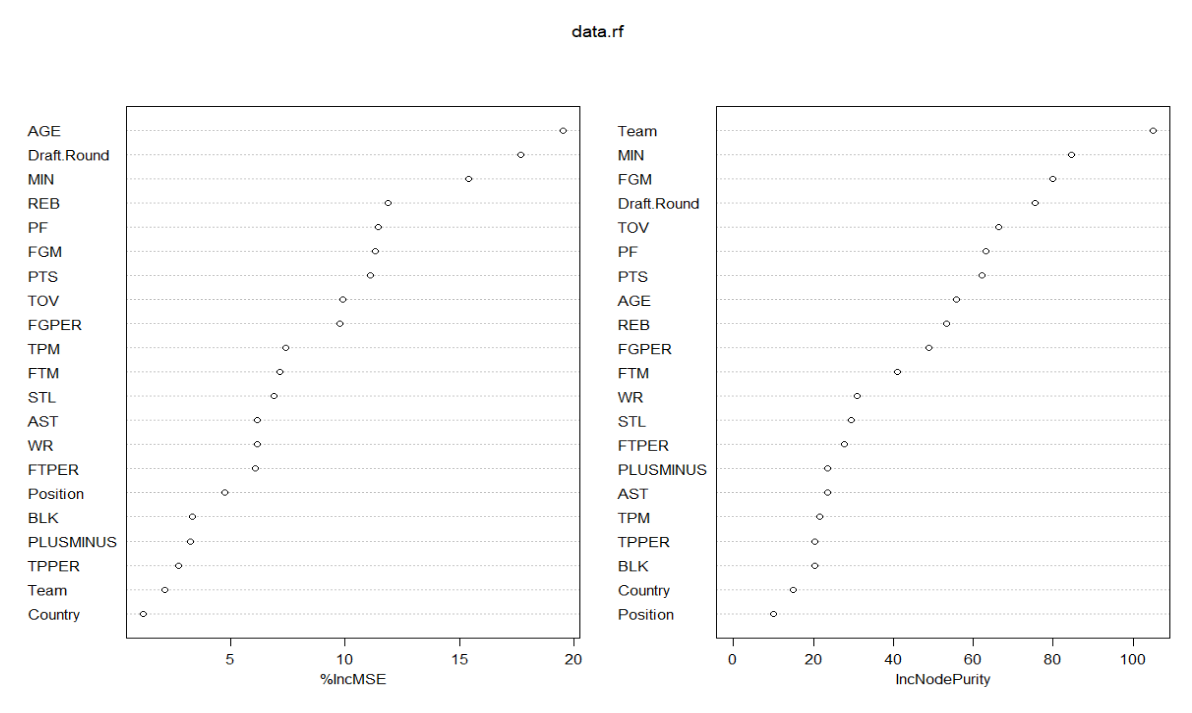 data.rf
AGE
Draft.Round
MIN
REB
PF
FGM
PTS
TOV
FGPER
TPM
FTM
STL
AST
WR
FTPER
Position
BLK
PLUSMINUS
TPPER
Team
Country
5 10 15 20
%IncMSE
Team
MIN
FGM
Draft.Round
TOV
PF
PTS
AGE
REB
FGPER
FTM
WR
STL
FTPER
PLUSMINUS
AST
TPM
TPPER
BLK
Country
Position
0 20 40 60 80 100
IncNodePurity